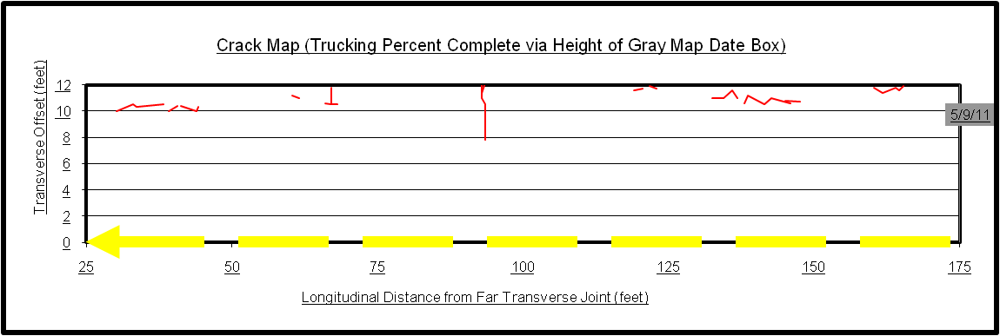 Crack Map (Trucking Percent Complete via Height of Gray Map Date Box)
Transverse Offset (feet)
12
10
8
6
4
2
0
5/9/11
25 50 75 100 125 150 175
Longitudinal Distance from Far Transverse Joint (feet)